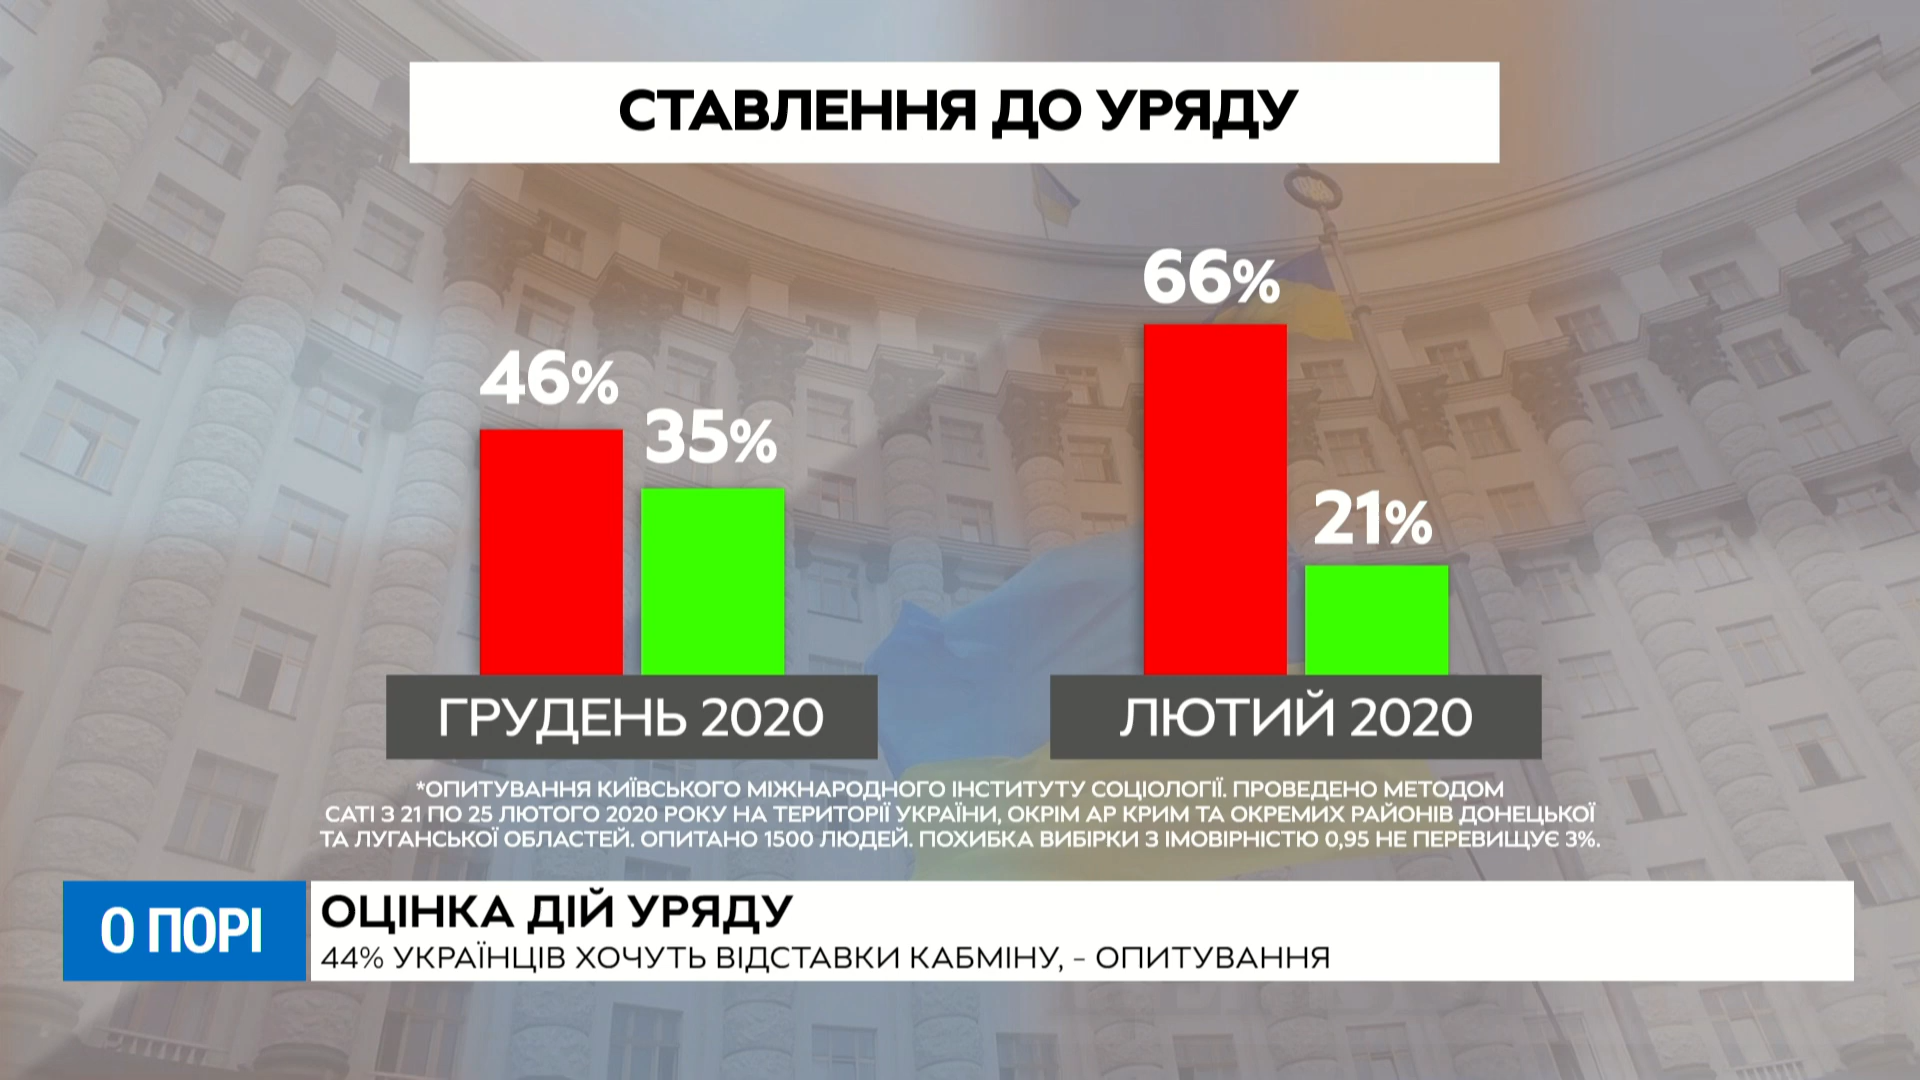 СТАВЛЕННЯ ДО УРЯДУ
46%
35%
66%
21%
ГРУДЕНЬ 2020
ЛЮТИЙ 2020
*ОПИТУВАННЯ КИЇВСЬКОГО МІЖНАРОДНОГО ІНСТИТУТУ СОЦІОЛОГІЇ. ПРОВЕДЕНО МЕТОДОМ
САТІ З 21 ПО 25 ЛЮТОГО 2020 РОКУ НА ТЕРИТОРІЇ УКРАЇНИ, ОКРІМ АР КРИМ ТА ОКРЕМИХ РАЙОНІВ ДОНЕЦЬКОЇ
ТА ЛУГАНСЬКОЇ ОБЛАСТЕЙ. ОПИТАНО 1500 ЛЮДЕЙ. ПОХИБКА ВИБІРКИ З ІМОВІРНІСТЮ 0,95 НЕ ПЕРЕВИЩУЄ 3%.
О ПОРІ
ОЦІНКА ДІЙ УРЯДУ
44% УКРАЇНЦІВ ХОЧУТЬ ВІДСТАВКИ КАБМІНУ, - ОПИТУВАННЯ